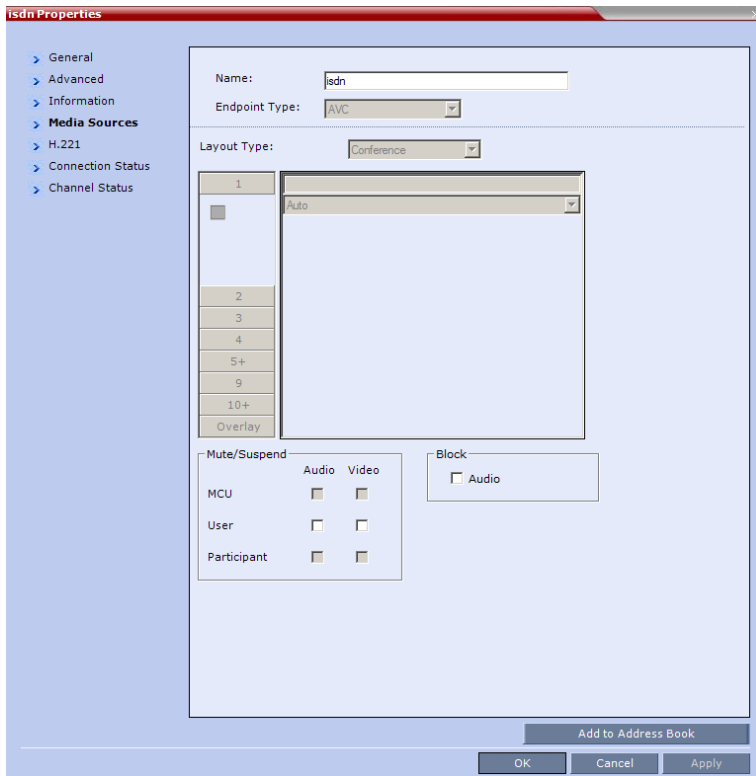 isdn Properties
General
Advanced
Information
Media Sources
H.221
Connection Status
Channel Status
Name: isdn
Endpoint Type: AVC
Layout Type: Conference
1
Auto
2
3
4
5+
9
10+
Overlay
Mute/Suspend
Audio Video
MCU
User
Participant
Block
Audio
Add to Address Book
OK Cancel Apply